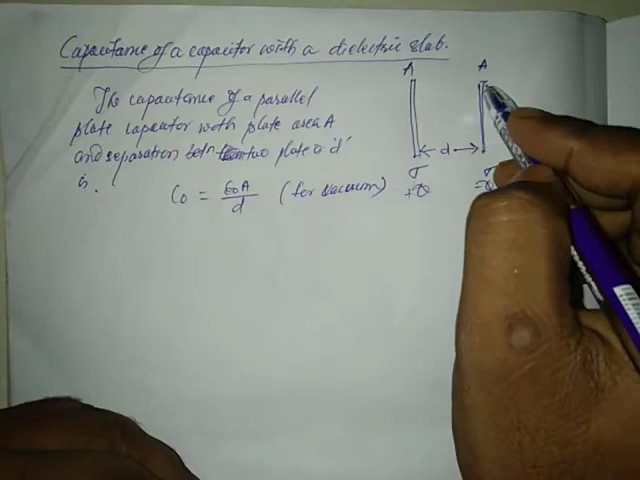 Capacitance of a capacitor with a dielectric slab.
The capacitance of a parallel
plate capacitor with plate area A
and separation betn two plate is 'd'
is.
C₀ = ε₀A/d (for vacuum)
A A
← d →
σ σ
+Q